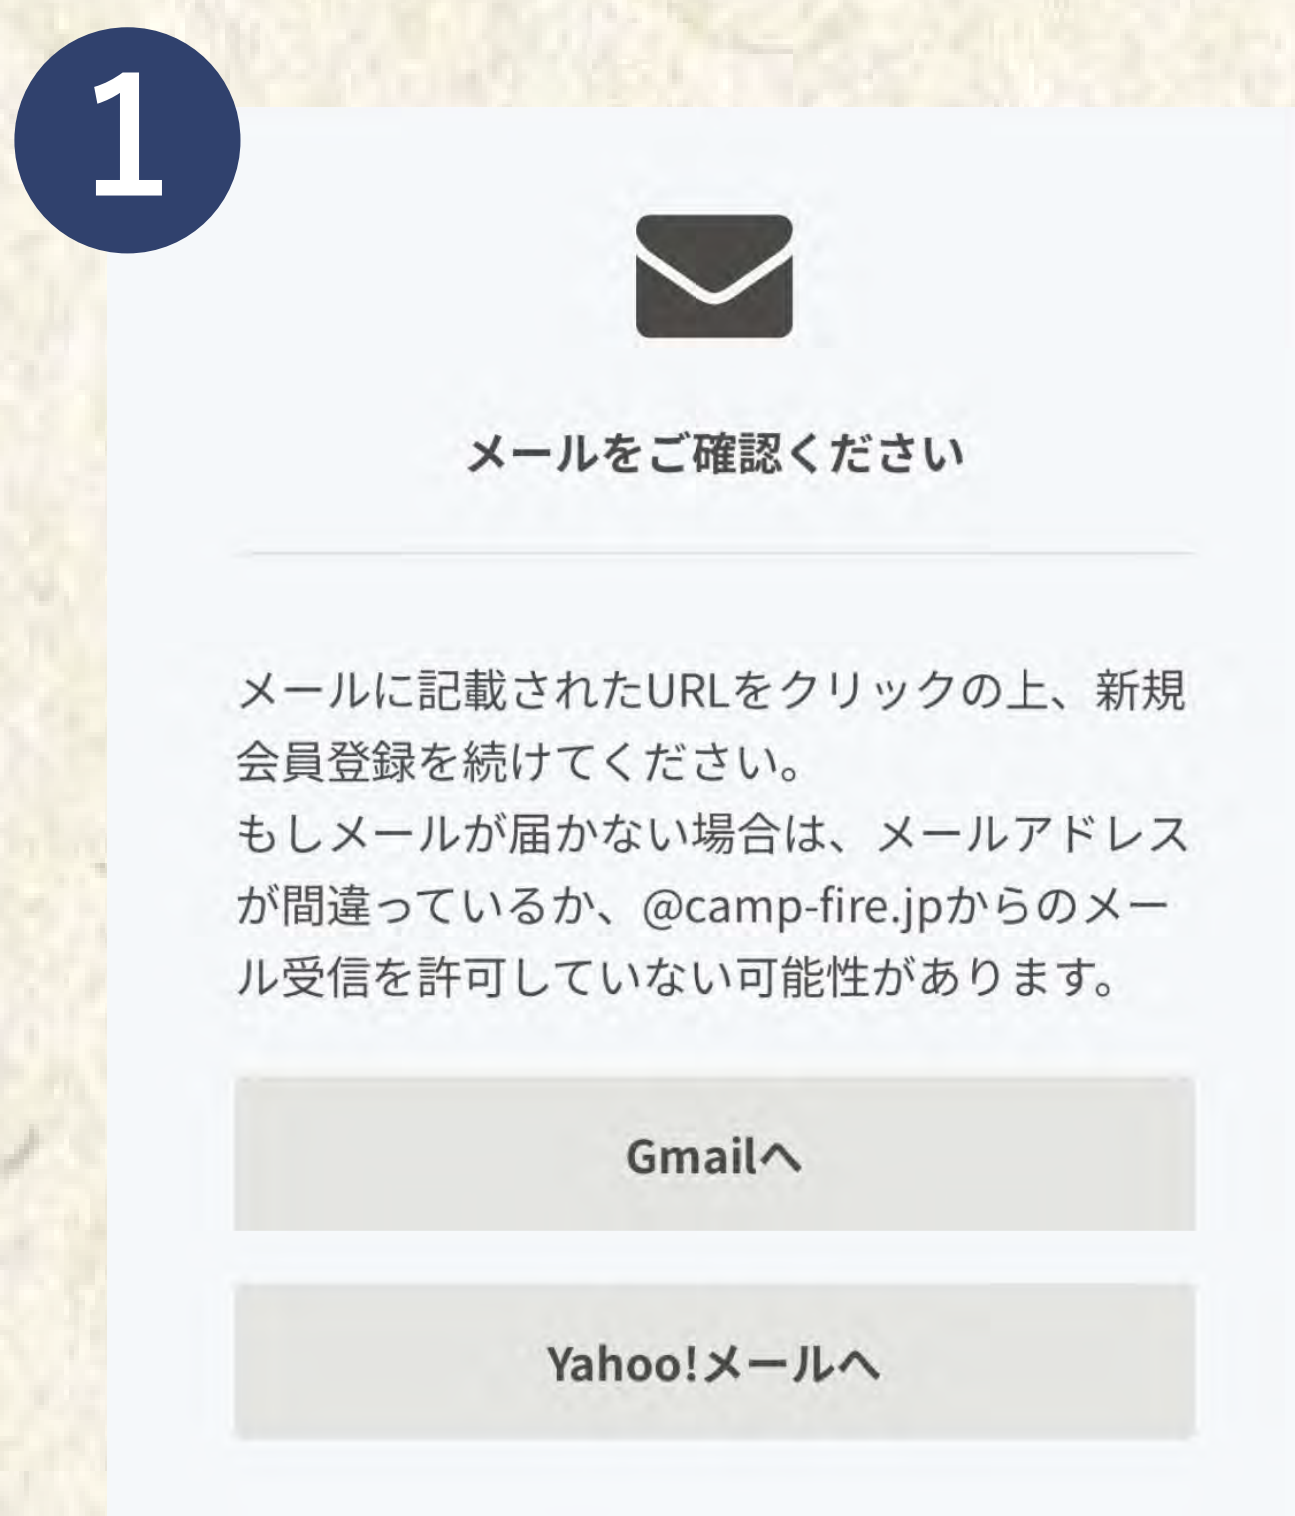 1
メールをご確認ください
メールに記載されたURLをクリックの上、新規
会員登録を続けてください。
もしメールが届かない場合は、メールアドレス
が間違っているか、@camp-fire.jpからのメー
ル受信を許可していない可能性があります。
Gmailへ
Yahoo!メールへ